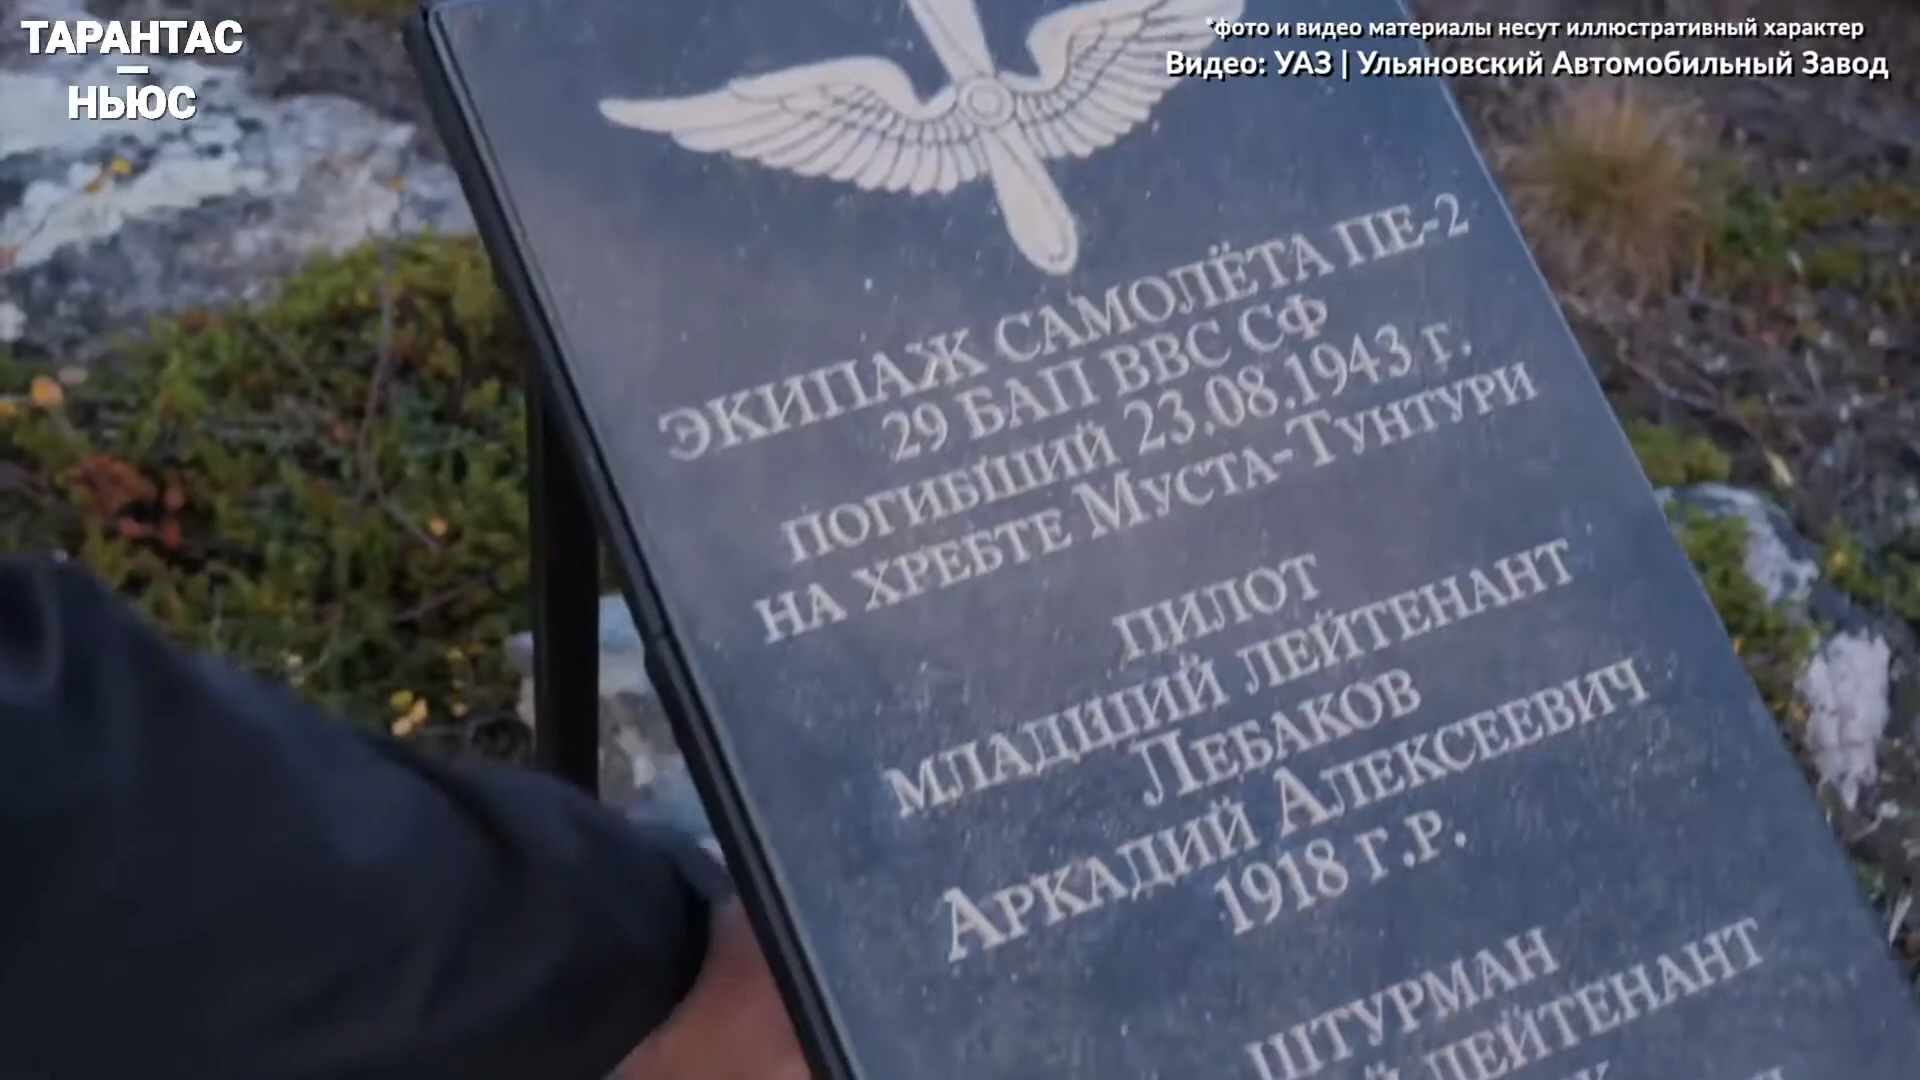 ТАРАНТАС
НЬЮС
*фото и видео материалы несут иллюстративный характер
Видео: УАЗ | Ульяновский Автомобильный Завод
ЭКИПАЖ САМОЛЁТА ПЕ-2
29 БАП ВВС СФ
ПОГИБШИЙ 23.08.1943 Г.
НА ХРЕБТЕ МУСТА-ТУНТУРИ
ПИЛОТ
МЛАДШИЙ ЛЕЙТЕНАНТ
ЛЕБАКОВ
АРКАДИЙ АЛЕКСЕЕВИЧ
1918 Г.Р.
ШТУРМАН
ЛЕЙТЕНАНТ